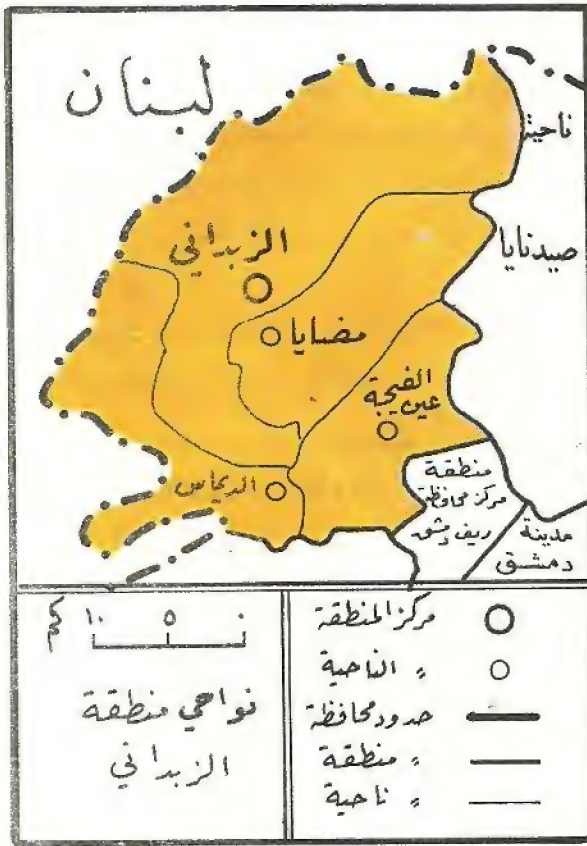 لبنان
ناحية
صيدنايا
الزبداني
مضايا
الفيجة
عين
الديماس
منطقة
مركز محافظة
ريف دمشق
مدينة
دمشق
كم ١٠ ٥ ٠
نواحي منطقة
الزبداني
مركز المنطقة
〃 الناحية
حدود محافظة
〃 منطقة
〃 ناحية